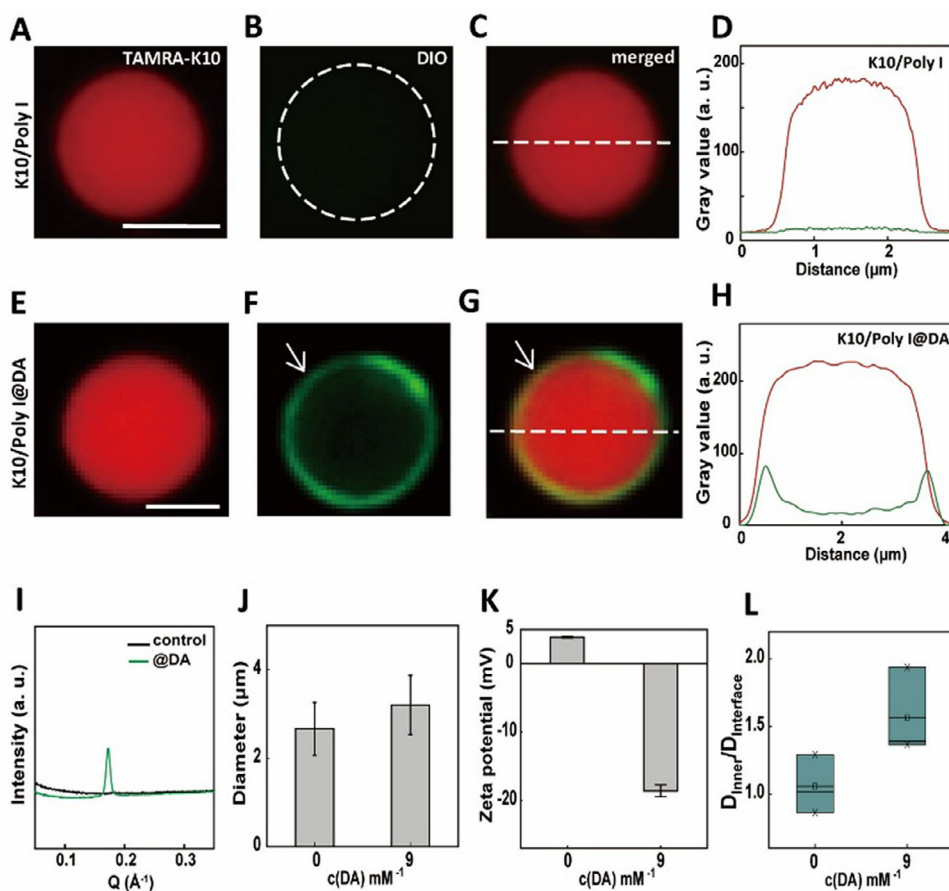 A
B
C
D
TAMRA-K10
DIO
merged
K10/Poly I
K10/Poly I
Gray value (a. u.)
200
100
0
1
2
Distance (µm)
E
F
G
H
K10/Poly I@DA
K10/Poly I@DA
Gray value (a. u.)
200
100
0
0
2
4
Distance (µm)
I
J
K
L
control
@DA
Intensity (a. u.)
0.1
0.2
0.3
Q (Å⁻¹)
Diameter (µm)
4
2
0
0
9
c(DA) mM⁻¹
Zeta potential (mV)
5
0
-10
-20
0
9
c(DA) mM⁻¹
DInner/DInterface
2.0
1.5
1.0
0
9
c(DA) mM⁻¹